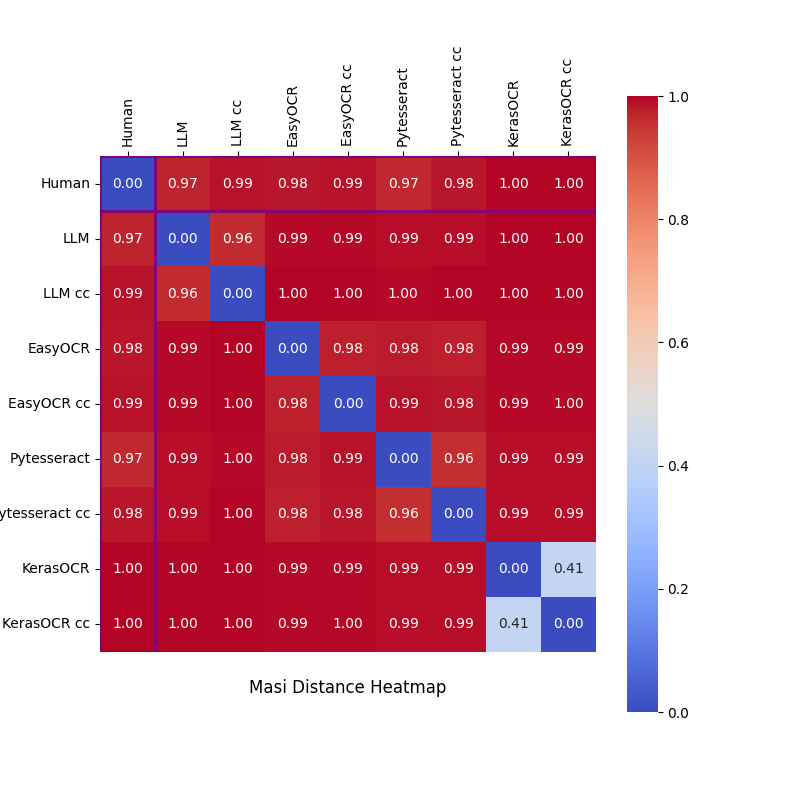 Human LLM LLM cc EasyOCR EasyOCR cc Pytesseract Pytesseract cc KerasOCR KerasOCR cc
Human 0.00 0.97 0.99 0.98 0.99 0.97 0.98 1.00 1.00
LLM 0.97 0.00 0.96 0.99 0.99 0.99 0.99 1.00 1.00
LLM cc 0.99 0.96 0.00 1.00 1.00 1.00 1.00 1.00 1.00
EasyOCR 0.98 0.99 1.00 0.00 0.98 0.98 0.98 0.99 0.99
EasyOCR cc 0.99 0.99 1.00 0.98 0.00 0.99 0.98 0.99 1.00
Pytesseract 0.97 0.99 1.00 0.98 0.99 0.00 0.96 0.99 0.99
ytesseract cc 0.98 0.99 1.00 0.98 0.98 0.96 0.00 0.99 0.99
KerasOCR 1.00 1.00 1.00 0.99 0.99 0.99 0.99 0.00 0.41
KerasOCR cc 1.00 1.00 1.00 0.99 1.00 0.99 0.99 0.41 0.00
Masi Distance Heatmap
1.0
0.8
0.6
0.4
0.2
0.0